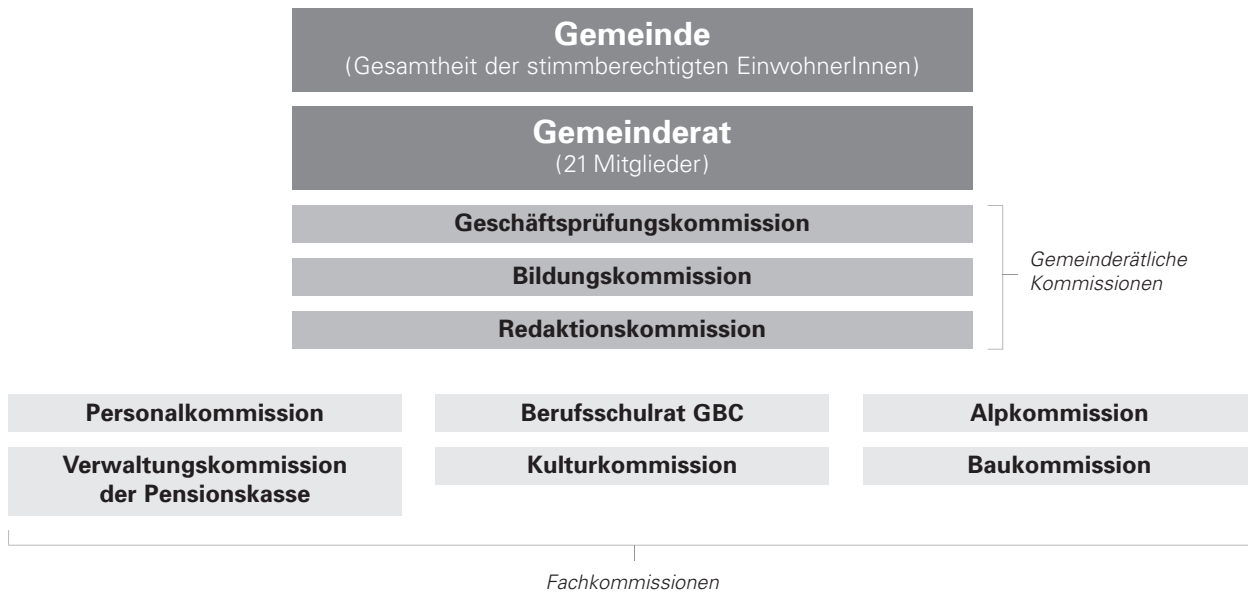 Gemeinde
(Gesamtheit der stimmberechtigten EinwohnerInnen)
Gemeinderat
(21 Mitglieder)
Geschäftsprüfungskommission
Bildungskommission
Redaktionskommission
Gemeinderätliche
Kommissionen
Personalkommission
Berufsschulrat GBC
Alpkommission
Verwaltungskommission
der Pensionskasse
Kulturkommission
Baukommission
Fachkommissionen